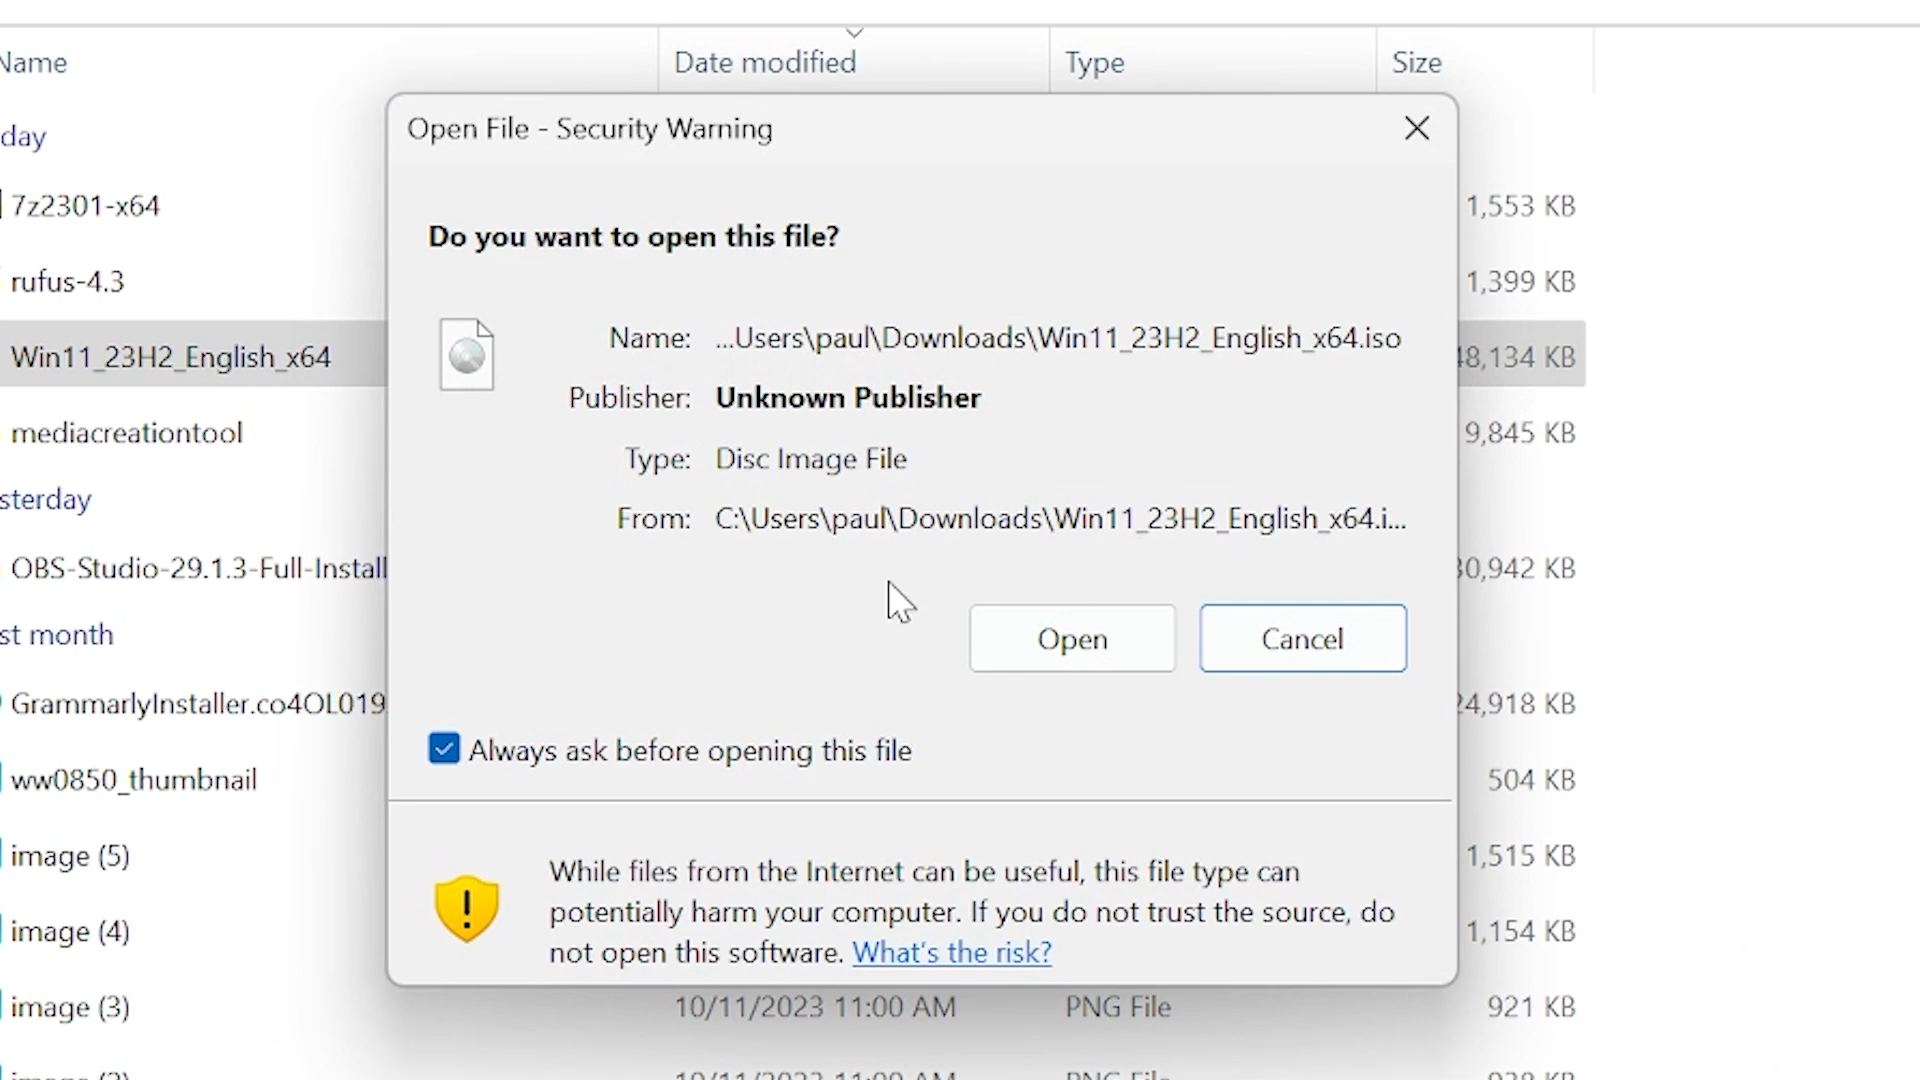 Name Date modified Type Size
day
7z2301-x64 1,553 KB
rufus-4.3 1,399 KB
Win11_23H2_English_x64 48,134 KB
mediacreationtool 9,845 KB
sterday
OBS-Studio-29.1.3-Full-Install 30,942 KB
st month
GrammarlyInstaller.co4OL019 24,918 KB
ww0850_thumbnail 504 KB
image (5) 1,515 KB
image (4) 1,154 KB
image (3) 10/11/2023 11:00 AM PNG File 921 KB
Open File - Security Warning
Do you want to open this file?
Name: ...Users\paul\Downloads\Win11_23H2_English_x64.iso
Publisher: Unknown Publisher
Type: Disc Image File
From: C:\Users\paul\Downloads\Win11_23H2_English_x64.i...
Open Cancel
Always ask before opening this file
While files from the Internet can be useful, this file type can
potentially harm your computer. If you do not trust the source, do
not open this software. What's the risk?